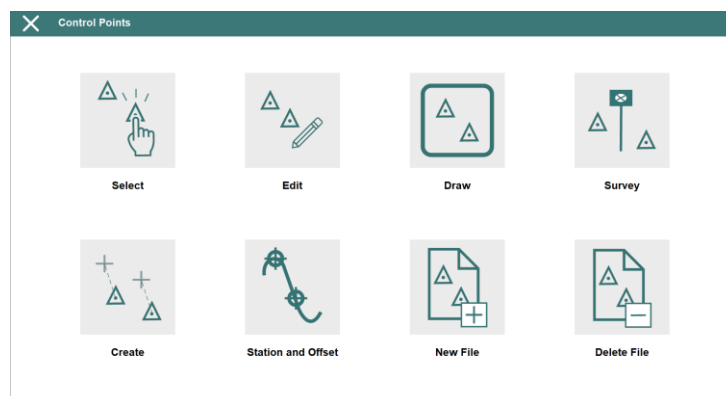 Control Points
Select
Edit
Draw
Survey
Create
Station and Offset
New File
Delete File